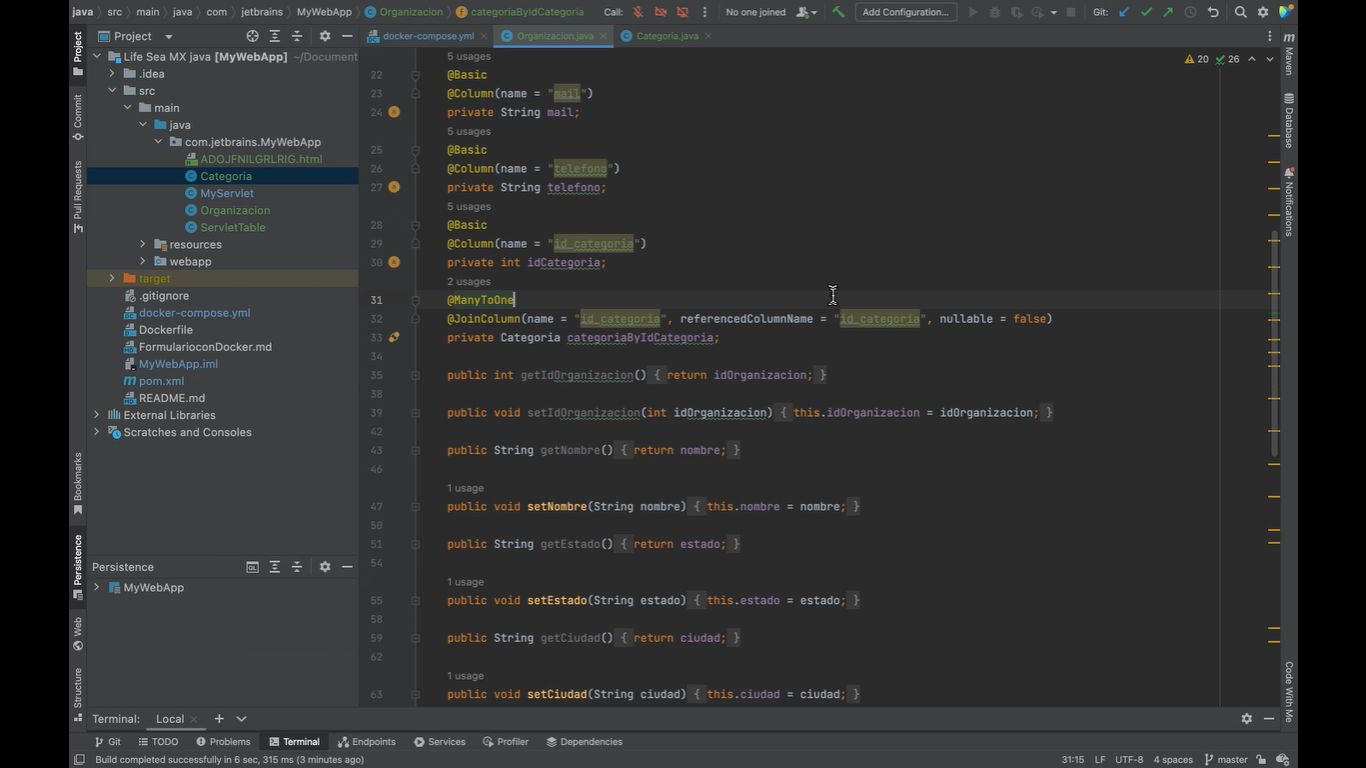 java > src > main > java > com > jetbrains > MyWebApp > Organizacion > categoriaByIdCategoria
Call:
No one joined
Add Configuration...
Git:
Project
docker-compose.yml
Organizacion.java
Categoria.java
Life Sea MX java [MyWebApp] ~/Document
.idea
src
main
java
com.jetbrains.MyWebApp
ADOJFNILGRLRIG.html
Categoria
MyServlet
Organizacion
ServletTable
resources
webapp
target
.gitignore
docker-compose.yml
Dockerfile
FormularioconDocker.md
MyWebApp.iml
pom.xml
README.md
External Libraries
Scratches and Consoles
Persistence
MyWebApp
Project
Commit
Pull Requests
Bookmarks
Persistence
Web
Structure
20 26
5 usages
22 @Basic
23 @Column(name = "mail")
24 private String mail;
5 usages
25 @Basic
26 @Column(name = "telefono")
27 private String telefono;
5 usages
28 @Basic
29 @Column(name = "id_categoria")
30 private int idCategoria;
2 usages
31 @ManyToOne
32 @JoinColumn(name = "id_categoria", referencedColumnName = "id_categoria", nullable = false)
33 private Categoria categoriaByIdCategoria;
34
35 public int getIdOrganizacion() { return idOrganizacion; }
38
39 public void setIdOrganizacion(int idOrganizacion) { this.idOrganizacion = idOrganizacion; }
42
43 public String getNombre() { return nombre; }
46
1 usage
47 public void setNombre(String nombre) { this.nombre = nombre; }
50
51 public String getEstado() { return estado; }
54
1 usage
55 public void setEstado(String estado) { this.estado = estado; }
58
59 public String getCiudad() { return ciudad; }
62
1 usage
63 public void setCiudad(String ciudad) { this.ciudad = ciudad; }
m
Maven
Database
Notifications
Code With Me
Terminal: Local
Git
TODO
Problems
Terminal
Endpoints
Services
Profiler
Dependencies
Build completed successfully in 6 sec, 315 ms (3 minutes ago)
31:15 LF UTF-8 4 spaces master